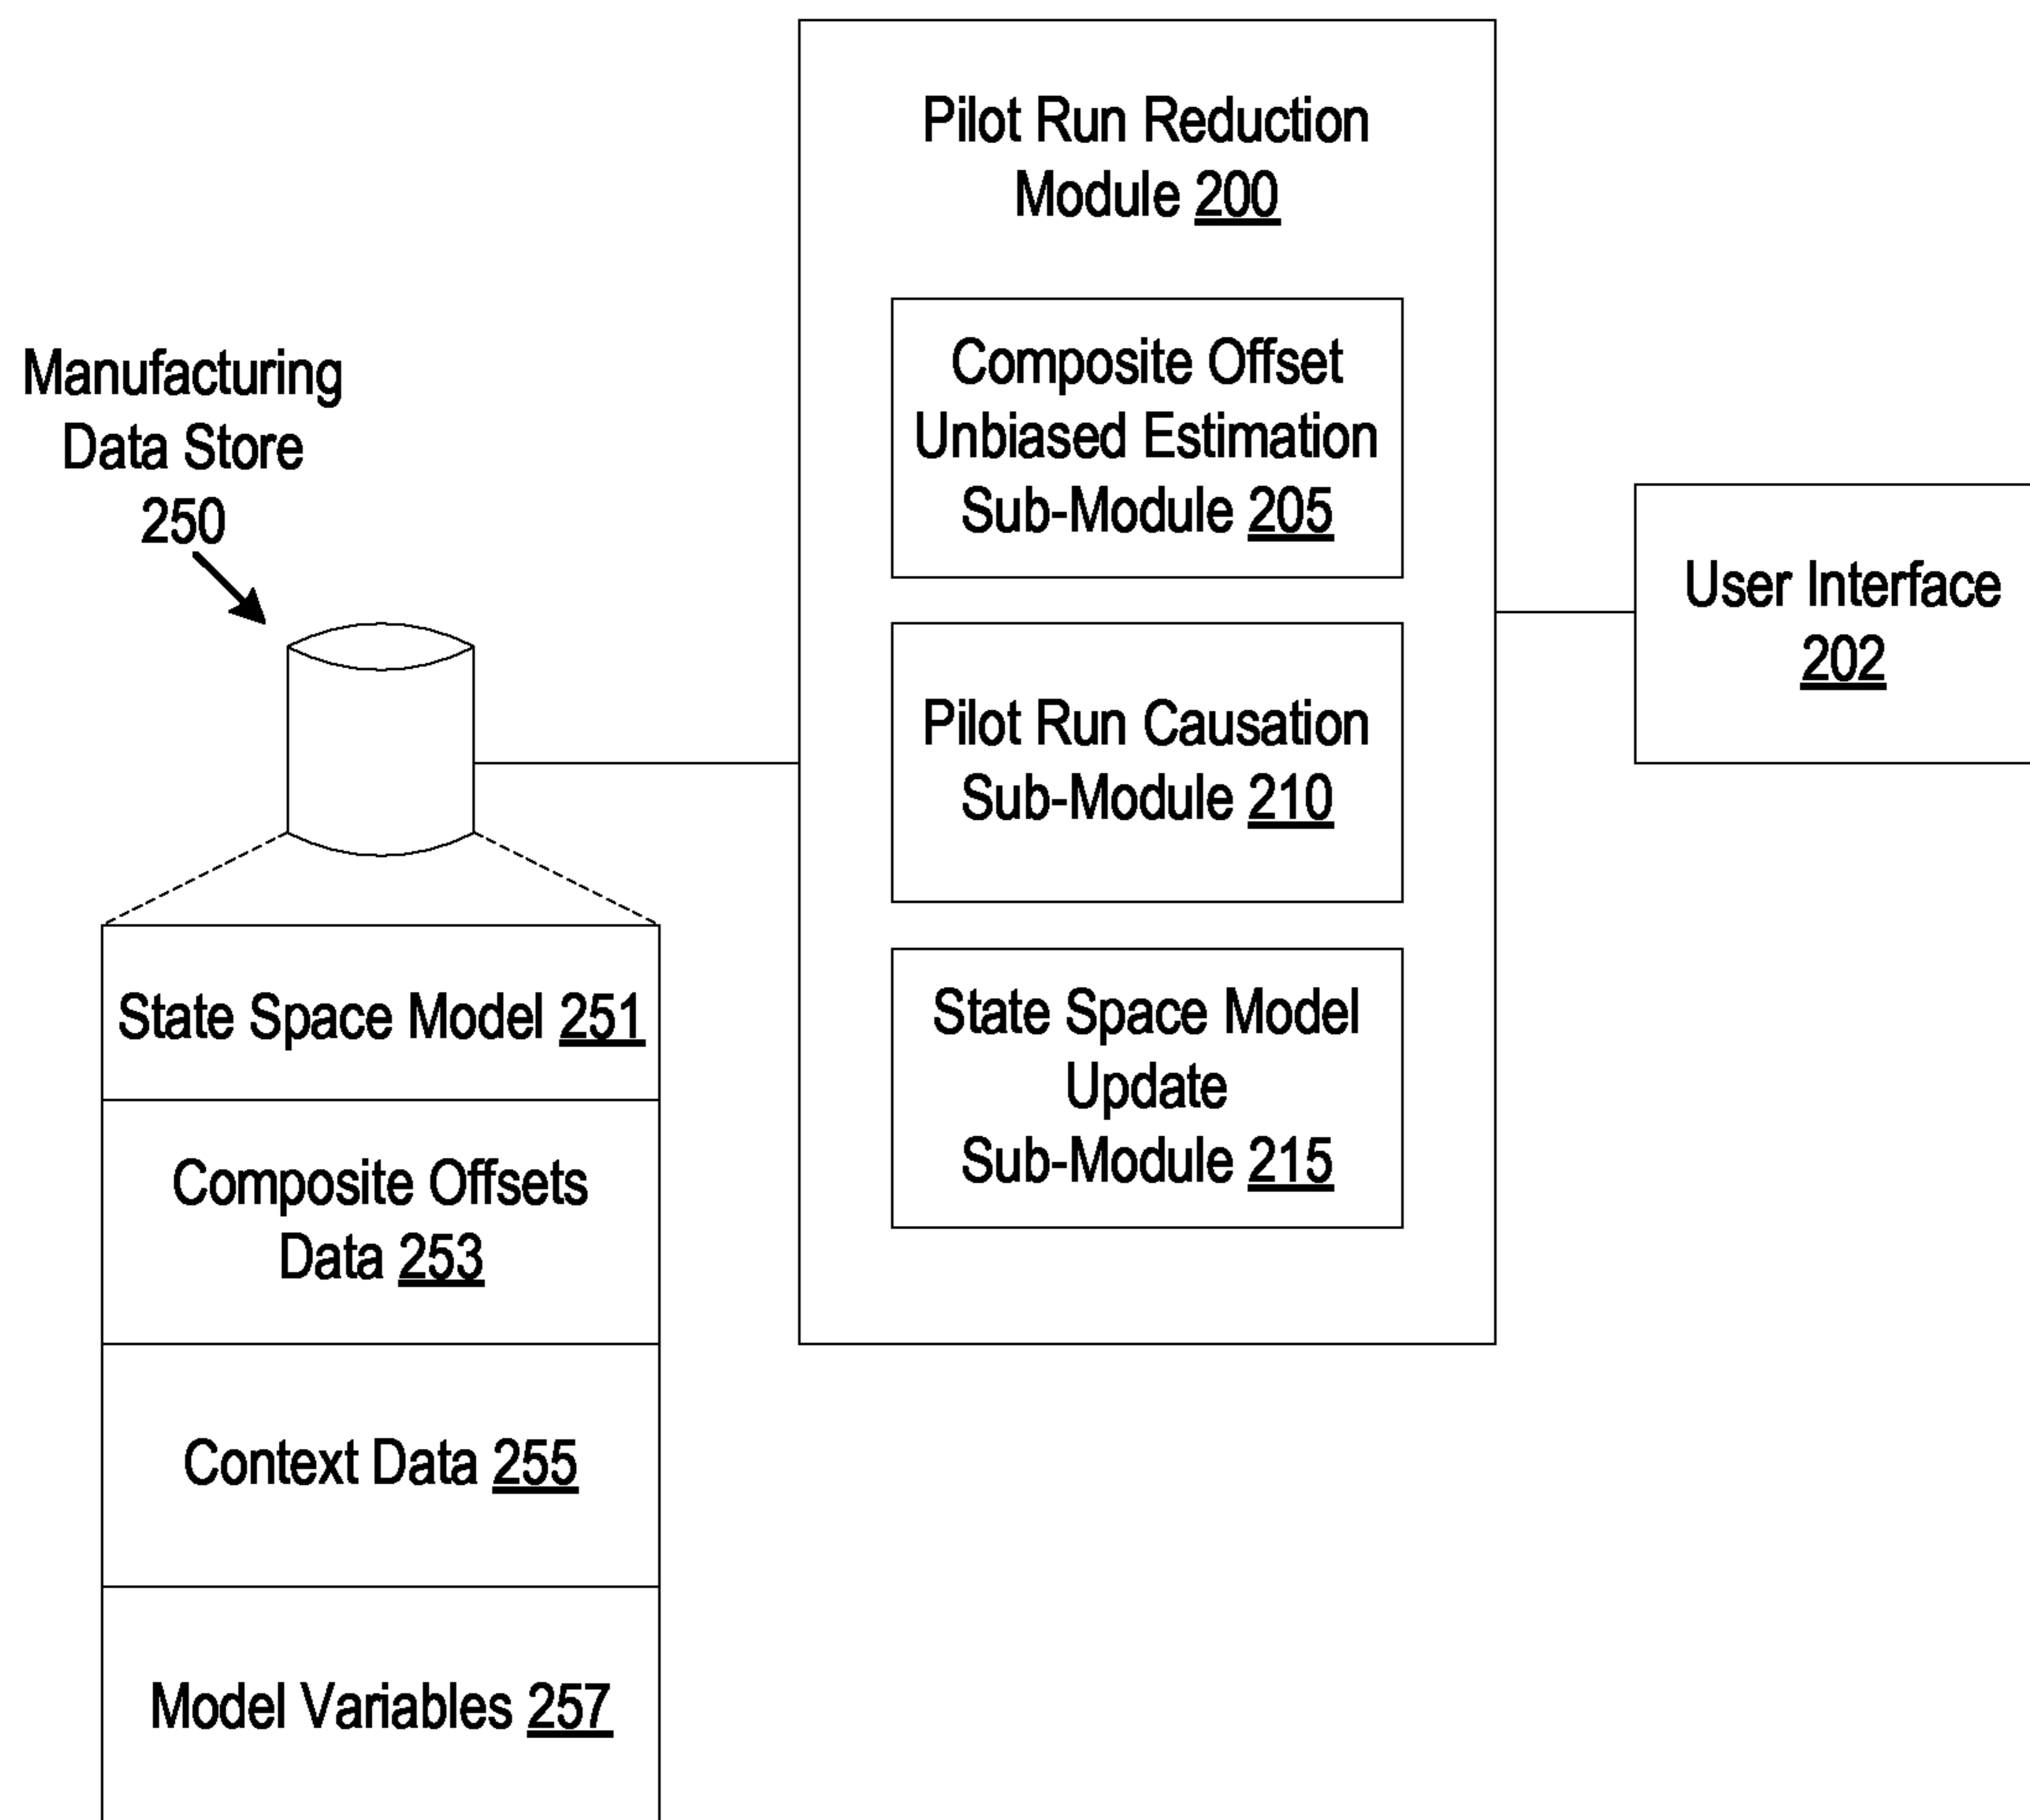 Pilot Run Reduction
Module 200
Composite Offset
Unbiased Estimation
Sub-Module 205
Pilot Run Causation
Sub-Module 210
State Space Model
Update
Sub-Module 215
Manufacturing
Data Store
250
State Space Model 251
Composite Offsets
Data 253
Context Data 255
Model Variables 257
User Interface
202